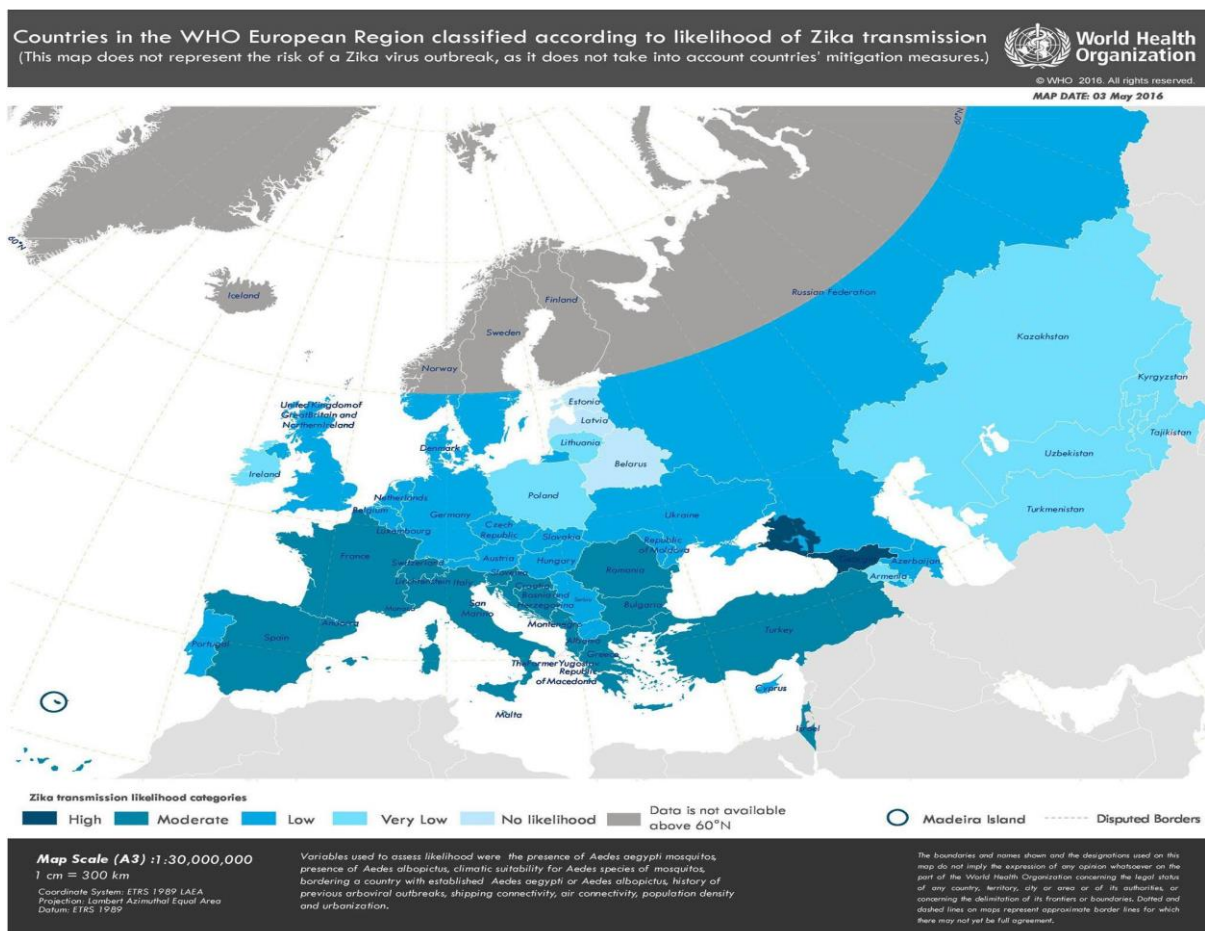 Countries in the WHO European Region classified according to likelihood of Zika transmission
(This map does not represent the risk of a Zika virus outbreak, as it does not take into account countries' mitigation measures.)
World Health
Organization
© WHO 2016. All rights reserved.
MAP DATE: 03 May 2016
60°N
60°N
Iceland
Finland
Sweden
Norway
Russian Federation
Kazakhstan
Kyrgyzstan
Tajikistan
Uzbekistan
Turkmenistan
United Kingdom of
Great Britain and
Northern Ireland
Estonia
Latvia
Lithuania
Denmark
Belarus
Ireland
Poland
Netherlands
Belgium
Germany
Ukraine
Luxembourg
Czech
Republic
Slovakia
Republic
of Moldova
France
Austria
Hungary
Switzerland
Romania
Azerbaijan
Armenia
Liechtenstein
Italy
Slovenia
Croatia
Bosnia and
Herzegovina
Serbia
Monaco
San
Marino
Bulgaria
Montenegro
Andorra
Portugal
Spain
Albania
Turkey
Greece
The Former Yugoslav
Republic
of Macedonia
Cyprus
Malta
Israel
Zika transmission likelihood categories
High
Moderate
Low
Very Low
No likelihood
Data is not available
above 60°N
Madeira Island
Disputed Borders
Map Scale (A3) :1:30,000,000
1 cm = 300 km
Coordinate System: ETRS 1989 LAEA
Projection: Lambert Azimuthal Equal Area
Datum: ETRS 1989
Variables used to assess likelihood were the presence of Aedes aegypti mosquitos,
presence of Aedes albopictus, climatic suitability for Aedes species of mosquitos,
bordering a country with established Aedes aegypti or Aedes albopictus, history of
previous arboviral outbreaks, shipping connectivity, air connectivity, population density
and urbanization.
The boundaries and names shown and the designations used on this
map do not imply the expression of any opinion whatsoever on the
part of the World Health Organization concerning the legal status
of any country, territory, city or area or of its authorities, or
concerning the delimitation of its frontiers or boundaries. Dotted and
dashed lines on maps represent approximate border lines for which
there may not yet be full agreement.